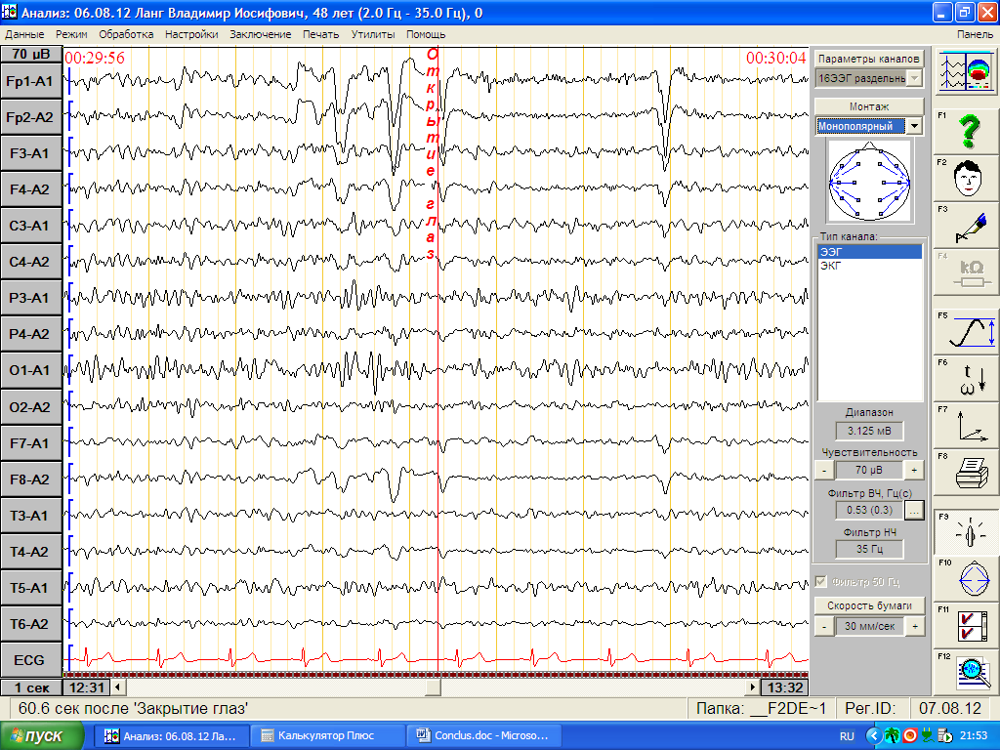 Анализ: 06.08.12 Ланг Владимир Иосифович, 48 лет (2.0 Гц - 35.0 Гц), 0
Данные Режим Обработка Настройки Заключение Печать Утилиты Помощь Панель
70 µВ
00:29:56
00:30:04
Открытие глаз
Fp1-A1
Fp2-A2
F3-A1
F4-A2
C3-A1
C4-A2
P3-A1
P4-A2
O1-A1
O2-A2
F7-A1
F8-A2
T3-A1
T4-A2
T5-A1
T6-A2
ECG
1 сек 12:31 13:32
Параметры каналов
16ЭЭГ раздельн
Монтаж
Монополярный
Тип канала:
ЭЭГ
ЭКГ
Диапазон
3.125 мВ
Чувствительность
- 70 µВ +
Фильтр ВЧ, Гц(с)
0.53 (0.3) ...
Фильтр НЧ
35 Гц
Фильтр 50 Гц
Скорость бумаги
- 30 мм/сек +
F1
?
F2
F3
F4
kΩ
F5
F6
t
ω
F7
F8
F9
F10
F11
F12
60.6 сек после 'Закрытие глаз'
Папка: __F2DE~1 Рег.ID: 07.08.12
пуск
Анализ: 06.08.12 Ла...
Калькулятор Плюс
Conclus.doc - Microso...
RU
21:53